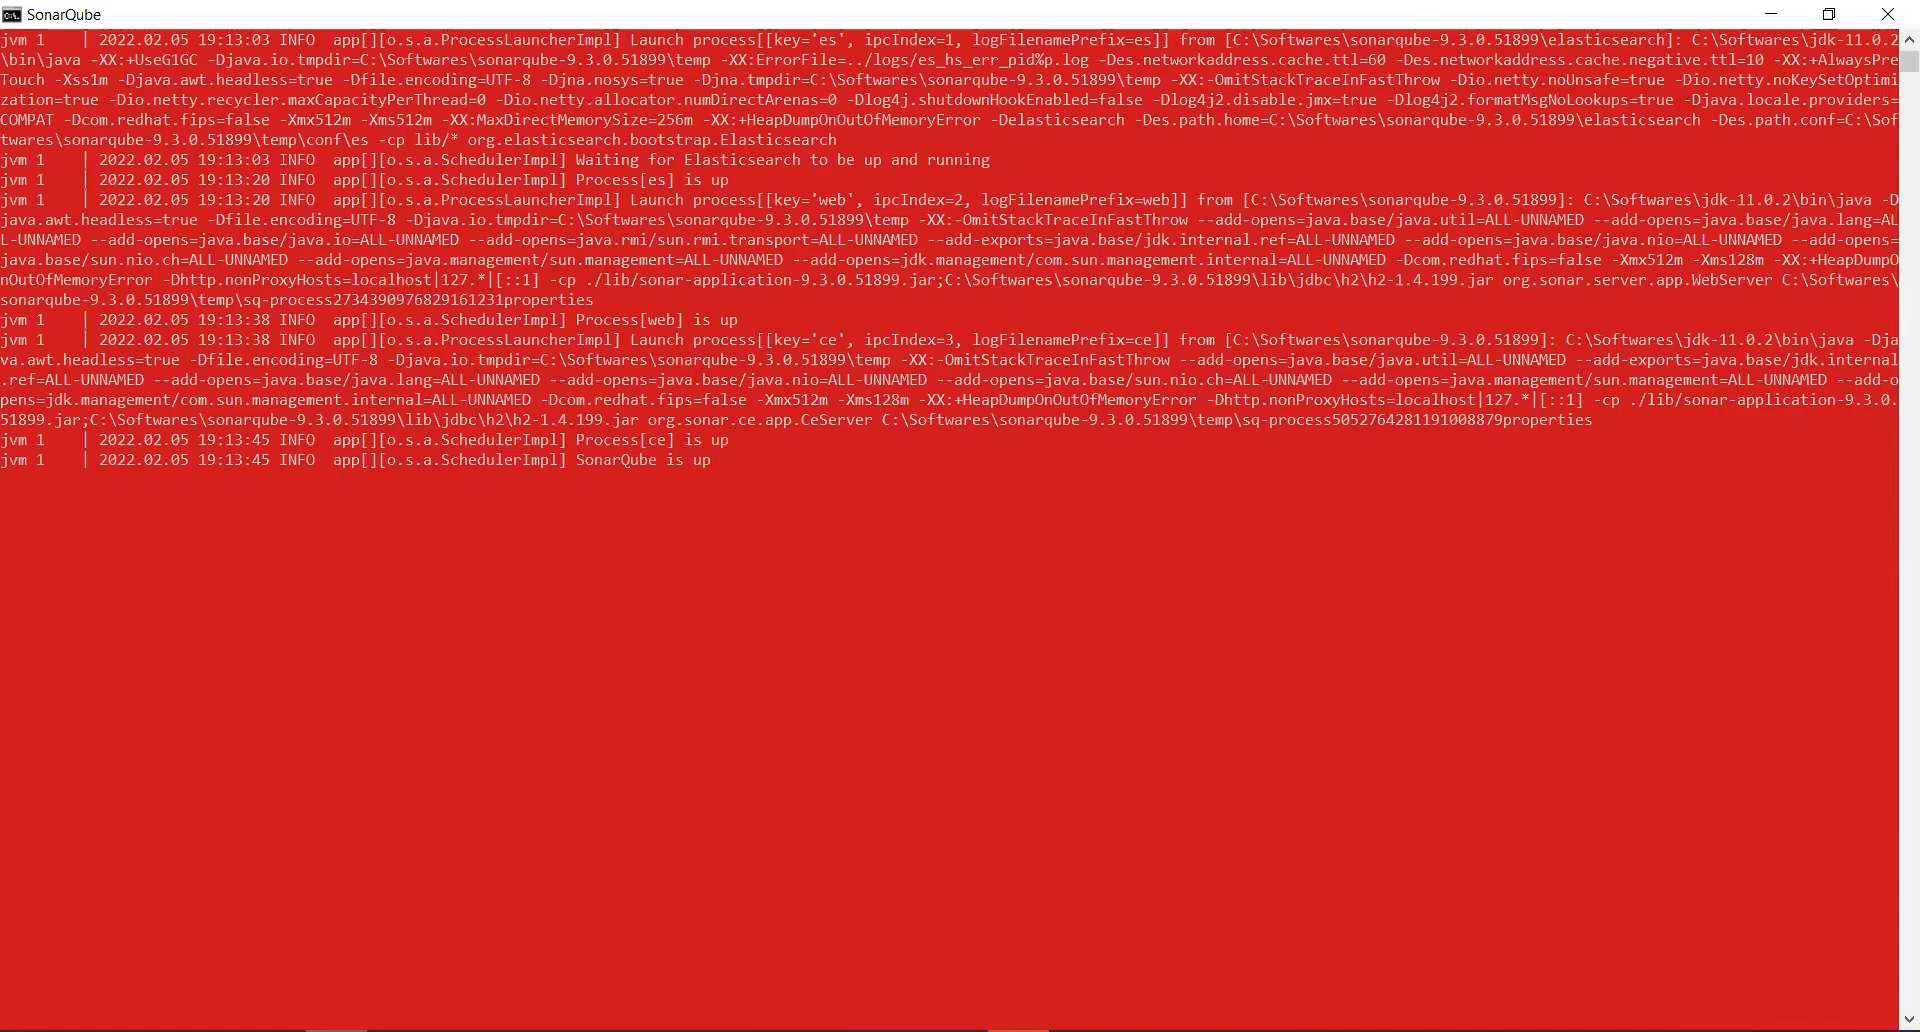 SonarQube
jvm 1    | 2022.02.05 19:13:03 INFO  app[][o.s.a.ProcessLauncherImpl] Launch process[[key='es', ipcIndex=1, logFilenamePrefix=es]] from [C:\Softwares\sonarqube-9.3.0.51899\elasticsearch]: C:\Softwares\jdk-11.0.2
\bin\java -XX:+UseG1GC -Djava.io.tmpdir=C:\Softwares\sonarqube-9.3.0.51899\temp -XX:ErrorFile=../logs/es_hs_err_pid%p.log -Des.networkaddress.cache.ttl=60 -Des.networkaddress.cache.negative.ttl=10 -XX:+AlwaysPre
Touch -Xss1m -Djava.awt.headless=true -Dfile.encoding=UTF-8 -Djna.nosys=true -Djna.tmpdir=C:\Softwares\sonarqube-9.3.0.51899\temp -XX:-OmitStackTraceInFastThrow -Dio.netty.noUnsafe=true -Dio.netty.noKeySetOptimi
zation=true -Dio.netty.recycler.maxCapacityPerThread=0 -Dio.netty.allocator.numDirectArenas=0 -Dlog4j.shutdownHookEnabled=false -Dlog4j2.disable.jmx=true -Dlog4j2.formatMsgNoLookups=true -Djava.locale.providers=
COMPAT -Dcom.redhat.fips=false -Xmx512m -Xms512m -XX:MaxDirectMemorySize=256m -XX:+HeapDumpOnOutOfMemoryError -Delasticsearch -Des.path.home=C:\Softwares\sonarqube-9.3.0.51899\elasticsearch -Des.path.conf=C:\Sof
twares\sonarqube-9.3.0.51899\temp\conf\es -cp lib/* org.elasticsearch.bootstrap.Elasticsearch
jvm 1    | 2022.02.05 19:13:03 INFO  app[][o.s.a.SchedulerImpl] Waiting for Elasticsearch to be up and running
jvm 1    | 2022.02.05 19:13:20 INFO  app[][o.s.a.SchedulerImpl] Process[es] is up
jvm 1    | 2022.02.05 19:13:20 INFO  app[][o.s.a.ProcessLauncherImpl] Launch process[[key='web', ipcIndex=2, logFilenamePrefix=web]] from [C:\Softwares\sonarqube-9.3.0.51899]: C:\Softwares\jdk-11.0.2\bin\java -D
java.awt.headless=true -Dfile.encoding=UTF-8 -Djava.io.tmpdir=C:\Softwares\sonarqube-9.3.0.51899\temp -XX:-OmitStackTraceInFastThrow --add-opens=java.base/java.util=ALL-UNNAMED --add-opens=java.base/java.lang=AL
L-UNNAMED --add-opens=java.base/java.io=ALL-UNNAMED --add-opens=java.rmi/sun.rmi.transport=ALL-UNNAMED --add-exports=java.base/jdk.internal.ref=ALL-UNNAMED --add-opens=java.base/java.nio=ALL-UNNAMED --add-opens=
java.base/sun.nio.ch=ALL-UNNAMED --add-opens=java.management/sun.management=ALL-UNNAMED --add-opens=jdk.management/com.sun.management.internal=ALL-UNNAMED -Dcom.redhat.fips=false -Xmx512m -Xms128m -XX:+HeapDumpO
nOutOfMemoryError -Dhttp.nonProxyHosts=localhost|127.*|[::1] -cp ./lib/sonar-application-9.3.0.51899.jar;C:\Softwares\sonarqube-9.3.0.51899\lib\jdbc\h2\h2-1.4.199.jar org.sonar.server.app.WebServer C:\Softwares\
sonarqube-9.3.0.51899\temp\sq-process2734390976829161231properties
jvm 1    | 2022.02.05 19:13:38 INFO  app[][o.s.a.SchedulerImpl] Process[web] is up
jvm 1    | 2022.02.05 19:13:38 INFO  app[][o.s.a.ProcessLauncherImpl] Launch process[[key='ce', ipcIndex=3, logFilenamePrefix=ce]] from [C:\Softwares\sonarqube-9.3.0.51899]: C:\Softwares\jdk-11.0.2\bin\java -Dja
va.awt.headless=true -Dfile.encoding=UTF-8 -Djava.io.tmpdir=C:\Softwares\sonarqube-9.3.0.51899\temp -XX:-OmitStackTraceInFastThrow --add-opens=java.base/java.util=ALL-UNNAMED --add-exports=java.base/jdk.internal
.ref=ALL-UNNAMED --add-opens=java.base/java.lang=ALL-UNNAMED --add-opens=java.base/java.nio=ALL-UNNAMED --add-opens=java.base/sun.nio.ch=ALL-UNNAMED --add-opens=java.management/sun.management=ALL-UNNAMED --add-o
pens=jdk.management/com.sun.management.internal=ALL-UNNAMED -Dcom.redhat.fips=false -Xmx512m -Xms128m -XX:+HeapDumpOnOutOfMemoryError -Dhttp.nonProxyHosts=localhost|127.*|[::1] -cp ./lib/sonar-application-9.3.0.
51899.jar;C:\Softwares\sonarqube-9.3.0.51899\lib\jdbc\h2\h2-1.4.199.jar org.sonar.ce.app.CeServer C:\Softwares\sonarqube-9.3.0.51899\temp\sq-process5052764281191008879properties
jvm 1    | 2022.02.05 19:13:45 INFO  app[][o.s.a.SchedulerImpl] Process[ce] is up
jvm 1    | 2022.02.05 19:13:45 INFO  app[][o.s.a.SchedulerImpl] SonarQube is up